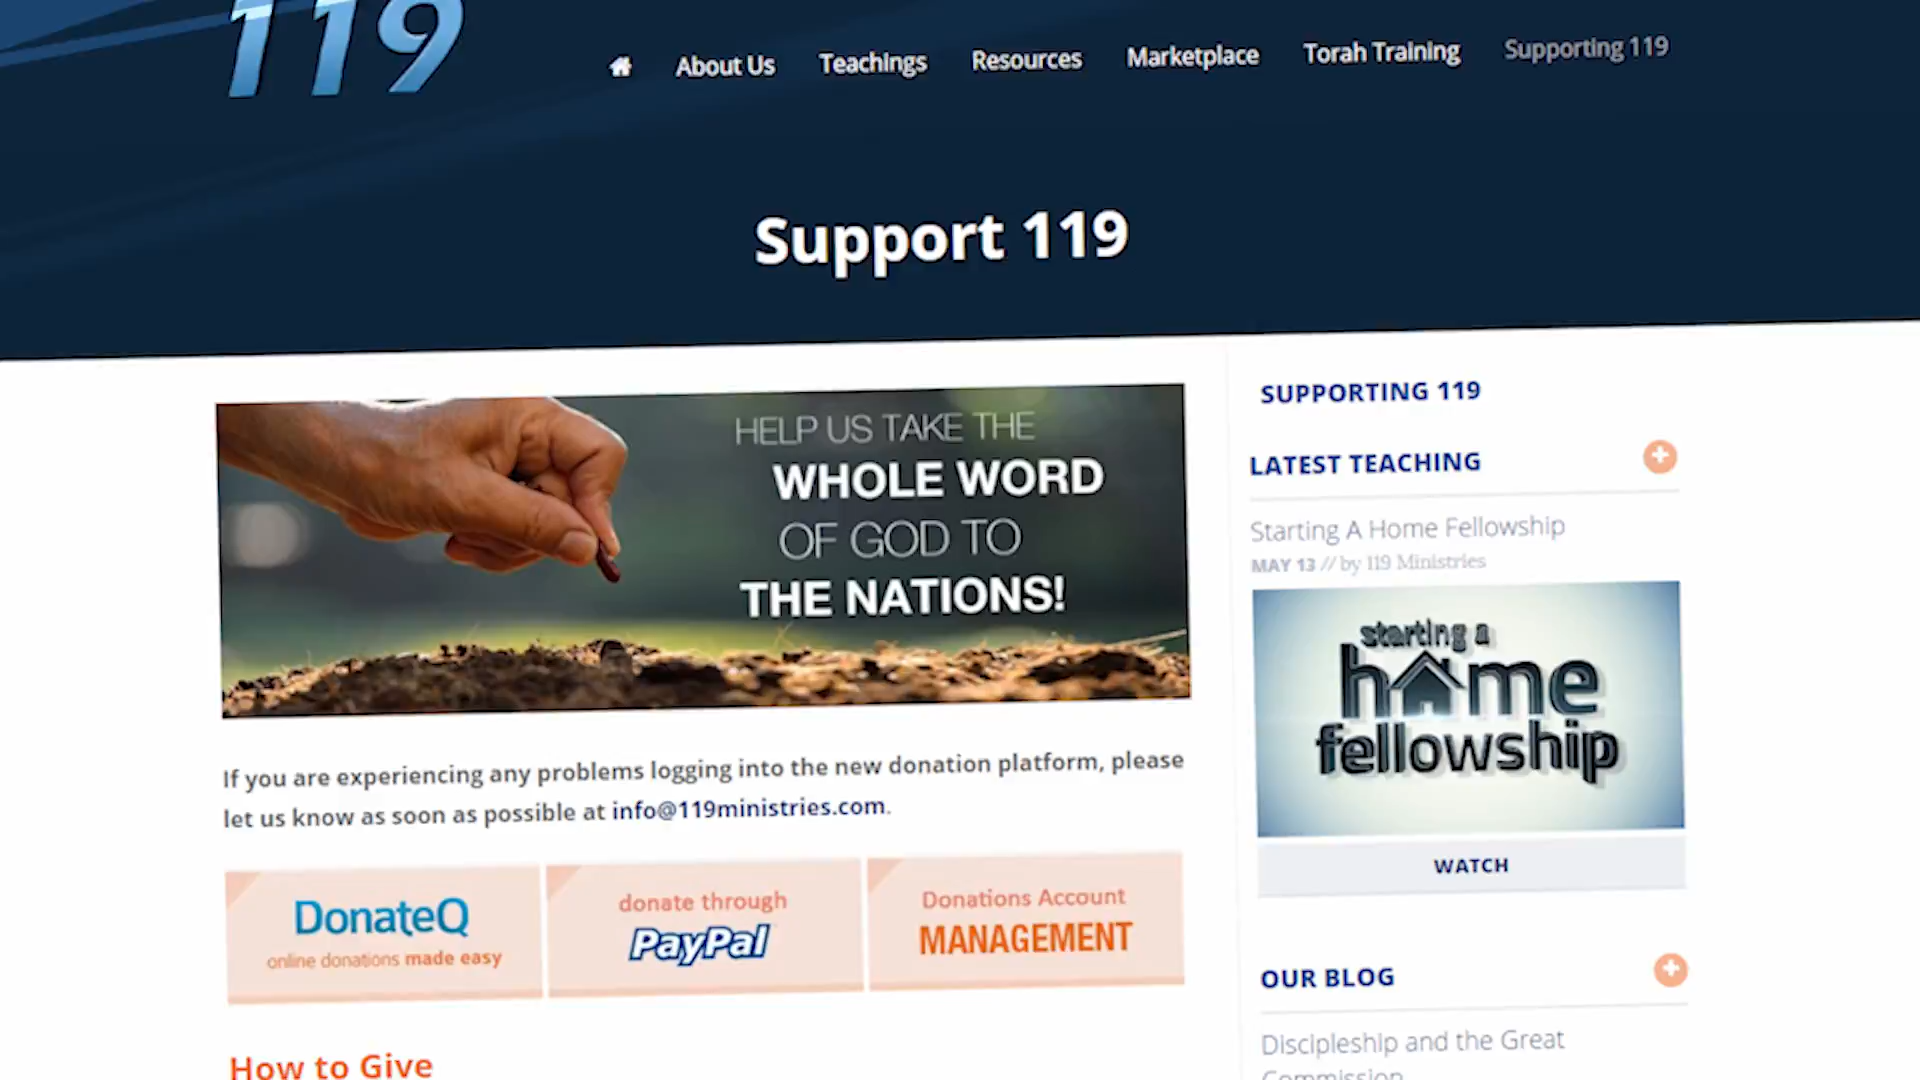 119
About Us
Teachings
Resources
Marketplace
Torah Training
Supporting 119
Support 119
HELP US TAKE THE
WHOLE WORD
OF GOD TO
THE NATIONS!
If you are experiencing any problems logging into the new donation platform, please
let us know as soon as possible at info@119ministries.com.
DonateQ
online donations made easy
donate through
PayPal
Donations Account
MANAGEMENT
How to Give
SUPPORTING 119
LATEST TEACHING
Starting A Home Fellowship
MAY 13 // by 119 Ministries
starting a
home
fellowship
WATCH
OUR BLOG
Discipleship and the Great
Commission